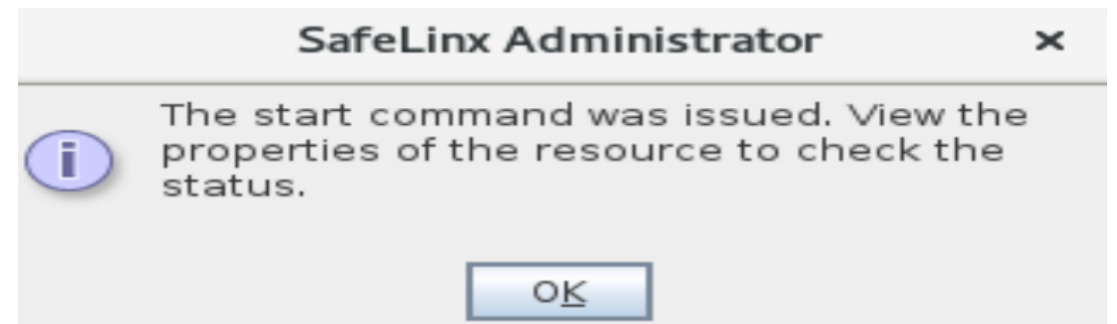 SafeLinx Administrator
The start command was issued. View the
properties of the resource to check the
status.
OK